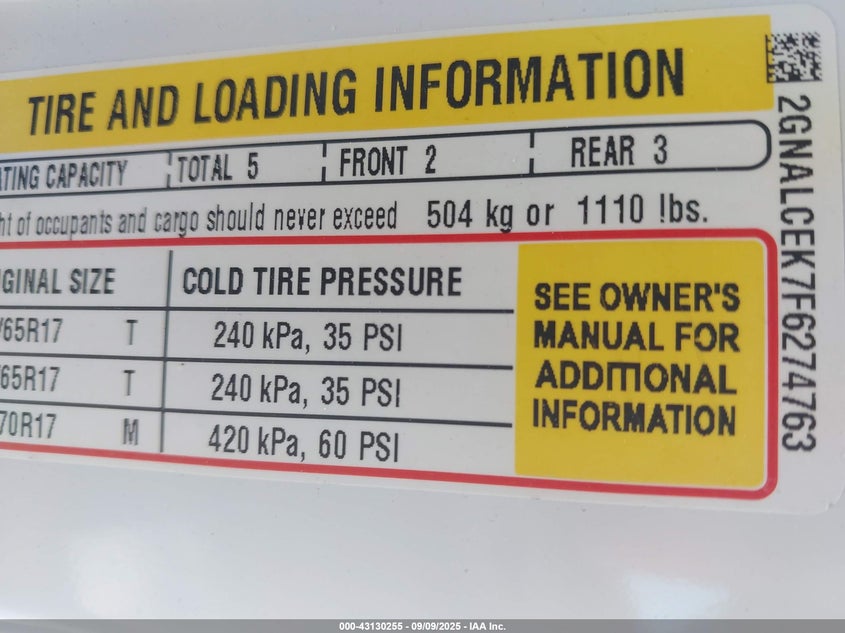 TIRE AND LOADING INFORMATION
ATING CAPACITY TOTAL 5 FRONT 2 REAR 3
ht of occupants and cargo should never exceed 504 kg or 1110 lbs.
IGINAL SIZE COLD TIRE PRESSURE
/65R17 T 240 kPa, 35 PSI
/65R17 T 240 kPa, 35 PSI
70R17 M 420 kPa, 60 PSI
SEE OWNER'S
MANUAL FOR
ADDITIONAL
INFORMATION
2GNALCEK7F6274763
000-43130255 - 09/09/2025 - IAA Inc.